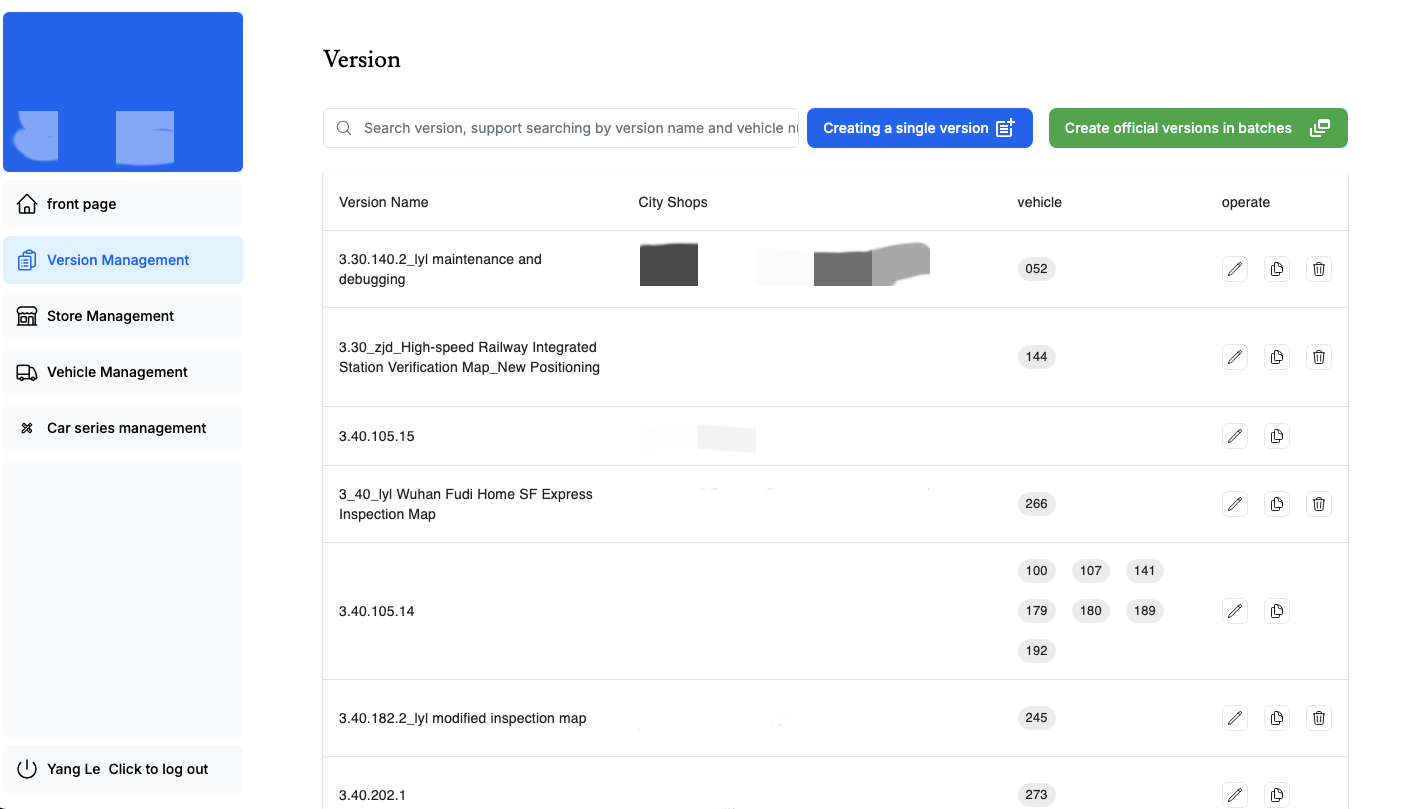 Version
Search version, support searching by version name and vehicle nu
Creating a single version
Create official versions in batches
front page
Version Management
Store Management
Vehicle Management
Car series management
Yang Le Click to log out
Version Name City Shops vehicle operate
3.30.140.2_lyl maintenance and
debugging
052
3.30_zjd_High-speed Railway Integrated
Station Verification Map_New Positioning
144
3.40.105.15
3_40_lyl Wuhan Fudi Home SF Express
Inspection Map
266
3.40.105.14
100 107 141
179 180 189
192
3.40.182.2_lyl modified inspection map
245
3.40.202.1
273